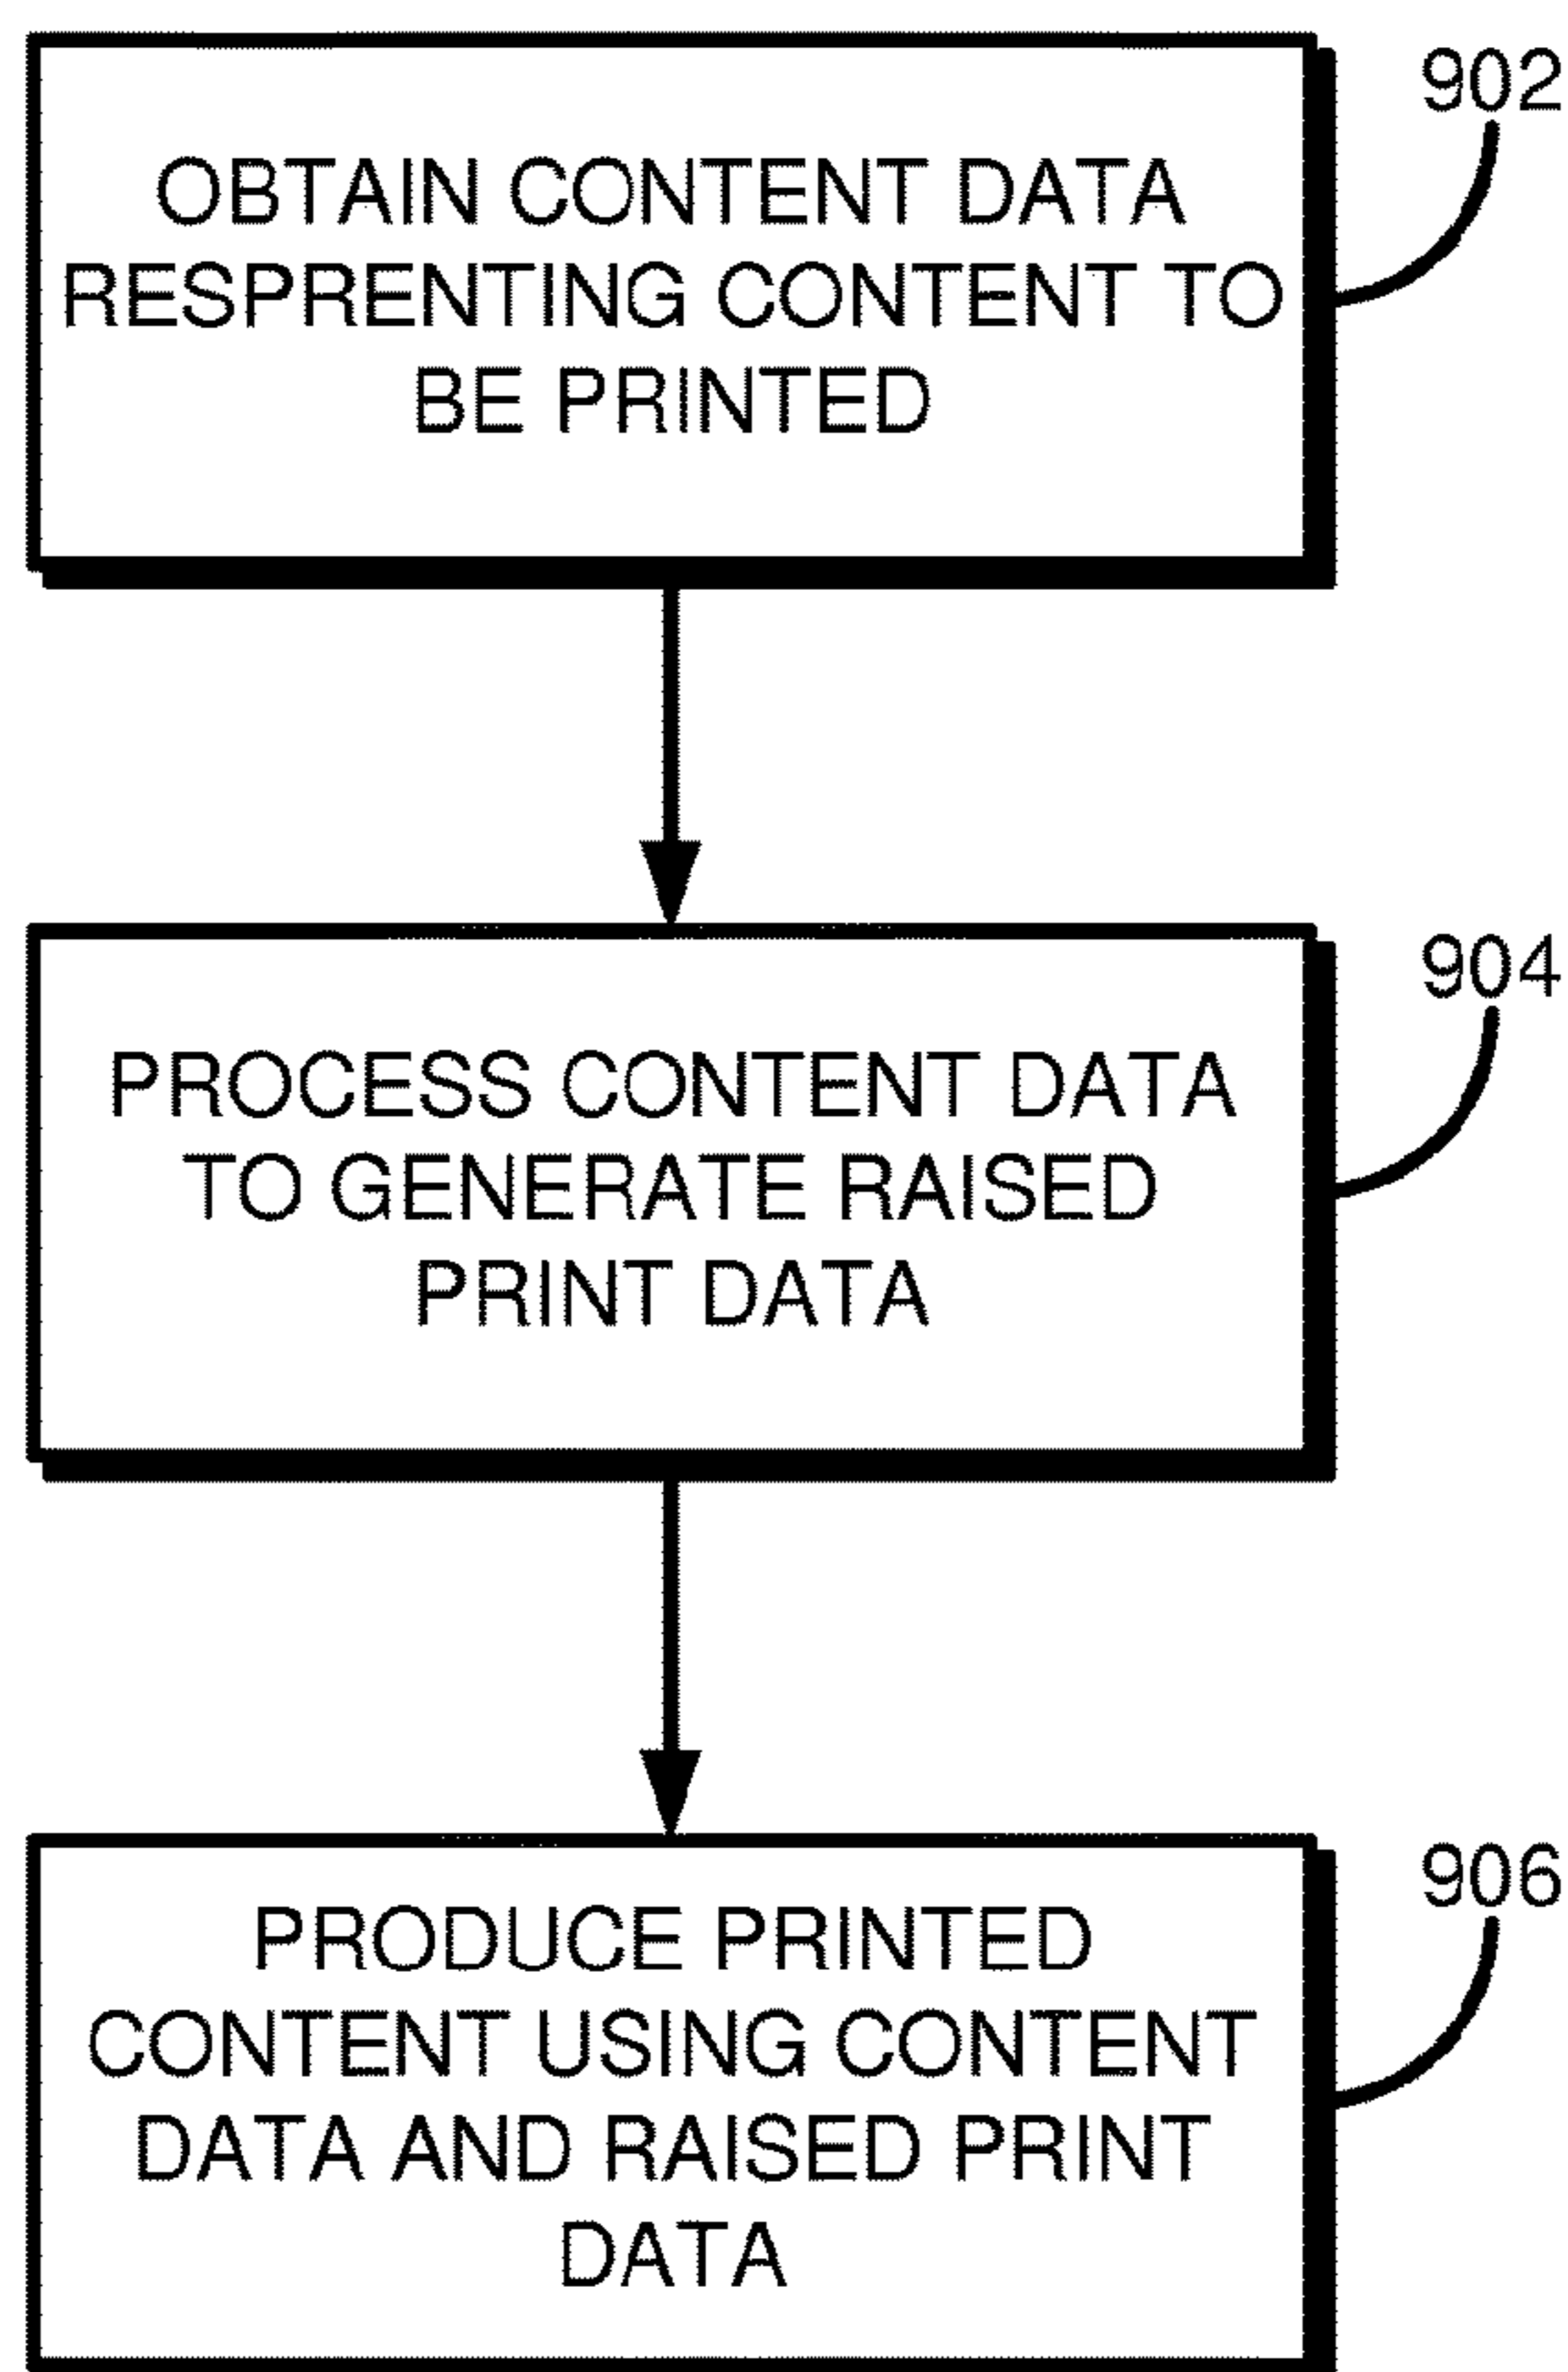 902
OBTAIN CONTENT DATA
RESPRENTING CONTENT TO
BE PRINTED
904
PROCESS CONTENT DATA
TO GENERATE RAISED
PRINT DATA
906
PRODUCE PRINTED
CONTENT USING CONTENT
DATA AND RAISED PRINT
DATA